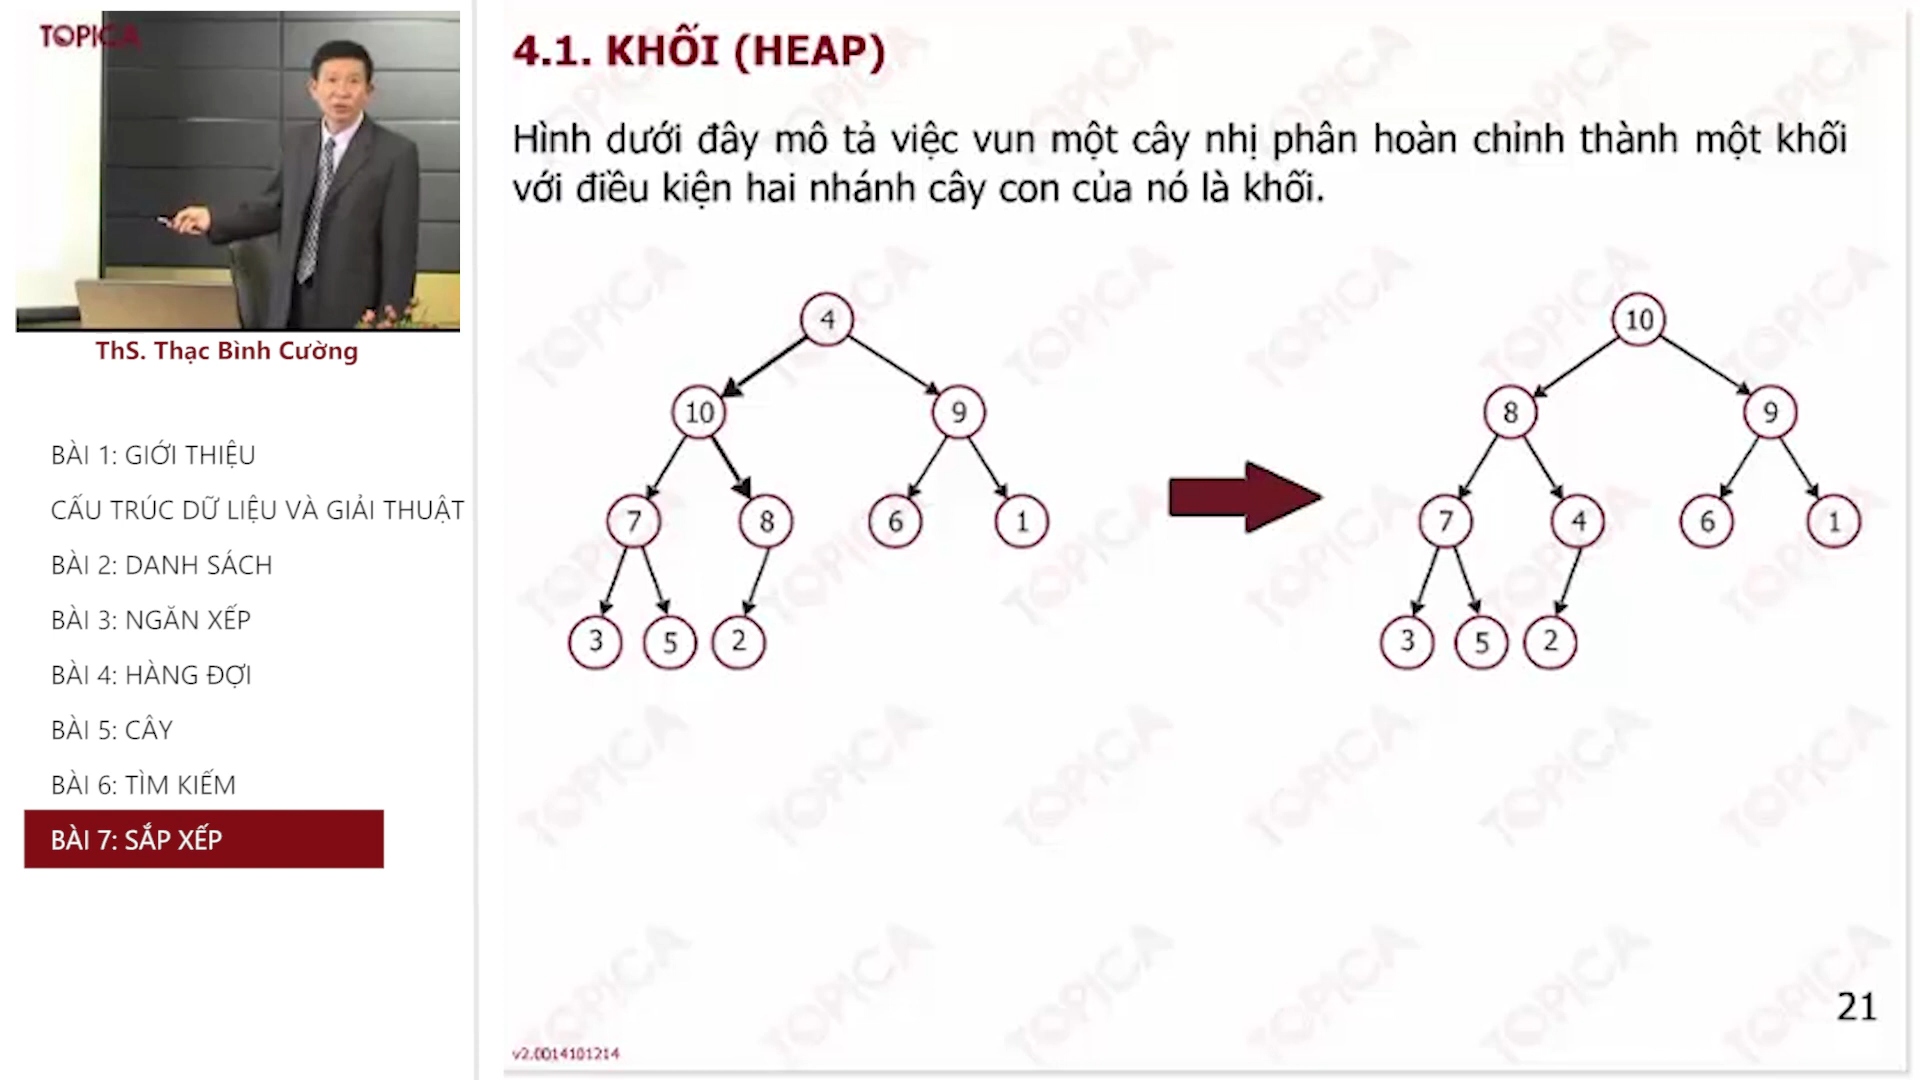 TOPICA
ThS. Thạc Bình Cường
BÀI 1: GIỚI THIỆU
CẤU TRÚC DỮ LIỆU VÀ GIẢI THUẬT
BÀI 2: DANH SÁCH
BÀI 3: NGĂN XẾP
BÀI 4: HÀNG ĐỢI
BÀI 5: CÂY
BÀI 6: TÌM KIẾM
BÀI 7: SẮP XẾP
4.1. KHỐI (HEAP)
Hình dưới đây mô tả việc vun một cây nhị phân hoàn chỉnh thành một khối
với điều kiện hai nhánh cây con của nó là khối.
4
10 9
7 8 6 1
3 5 2
10
8 9
7 4 6 1
3 5 2
21
v2.0014101214